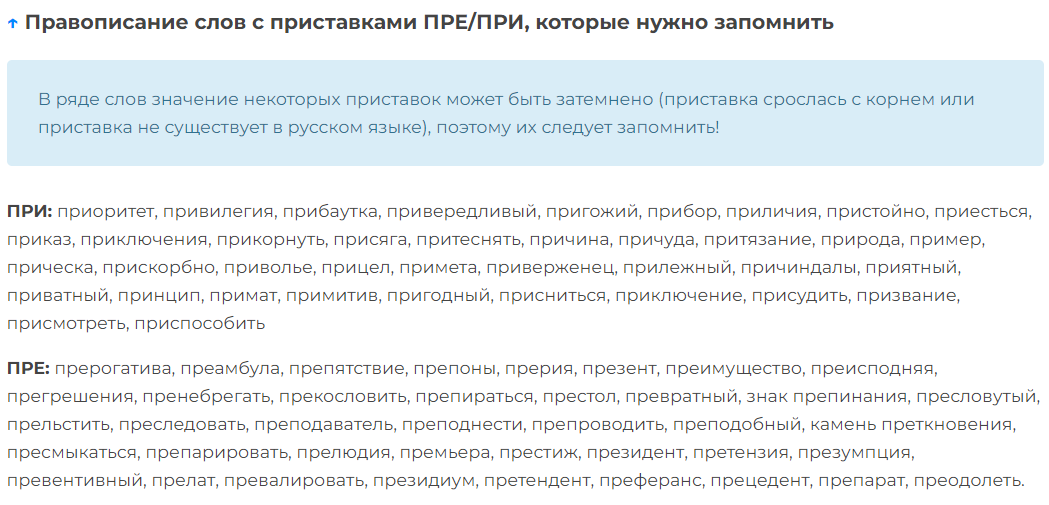 ↑ Правописание слов с приставками ПРЕ/ПРИ, которые нужно запомнить
В ряде слов значение некоторых приставок может быть затемнено (приставка срослась с корнем или
приставка не существует в русском языке), поэтому их следует запомнить!
ПРИ: приоритет, привилегия, прибаутка, привередливый, пригожий, прибор, приличия, пристойно, приесться,
приказ, приключения, прикорнуть, присяга, притеснять, причина, причуда, притязание, природа, пример,
прическа, прискорбно, приволье, прицел, примета, приверженец, прилежный, причиндалы, приятный,
приватный, принцип, примат, примитив, пригодный, присниться, приключение, присудить, призвание,
присмотреть, приспособить
ПРЕ: прерогатива, преамбула, препятствие, препоны, прерия, презент, преимущество, преисподняя,
прегрешения, пренебрегать, прекословить, препираться, престол, превратный, знак препинания, пресловутый,
прельстить, преследовать, преподаватель, преподнести, препроводить, преподобный, камень преткновения,
пресмыкаться, препарировать, прелюдия, премьера, престиж, президент, претензия, презумпция,
превентивный, прелат, превалировать, президиум, претендент, преферанс, прецедент, препарат, преодолеть.